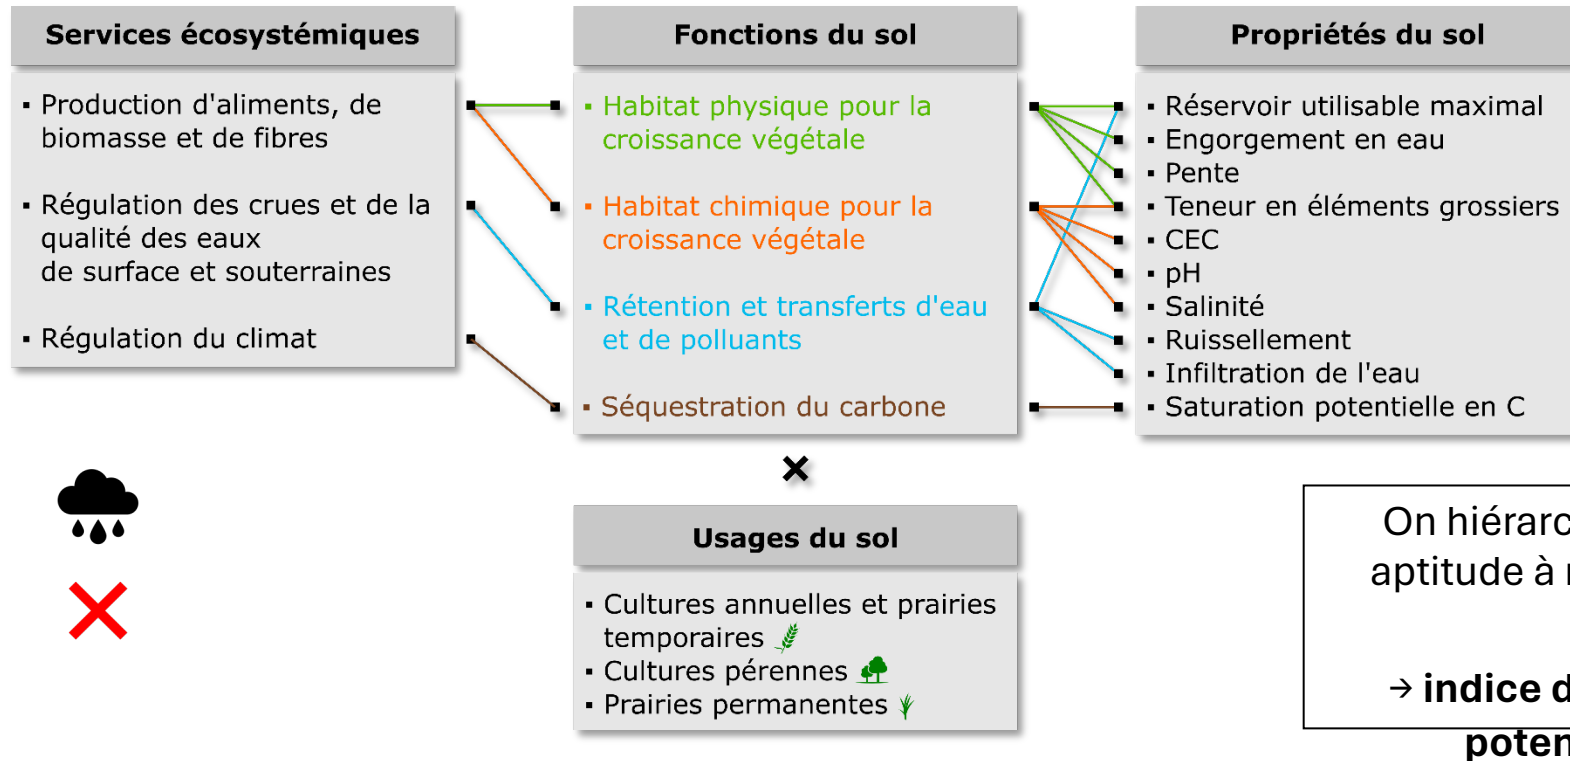 Services écosystémiques
▪ Production d'aliments, de
biomasse et de fibres
▪ Régulation des crues et de la
qualité des eaux
de surface et souterraines
▪ Régulation du climat
Fonctions du sol
▪ Habitat physique pour la
croissance végétale
▪ Habitat chimique pour la
croissance végétale
▪ Rétention et transferts d'eau
et de polluants
▪ Séquestration du carbone
Propriétés du sol
▪ Réservoir utilisable maximal
▪ Engorgement en eau
▪ Pente
▪ Teneur en éléments grossiers
▪ CEC
▪ pH
▪ Salinité
▪ Ruissellement
▪ Infiltration de l'eau
▪ Saturation potentielle en C
×
Usages du sol
▪ Cultures annuelles et prairies
temporaires
▪ Cultures pérennes
▪ Prairies permanentes
On
aptitude à
→ indice